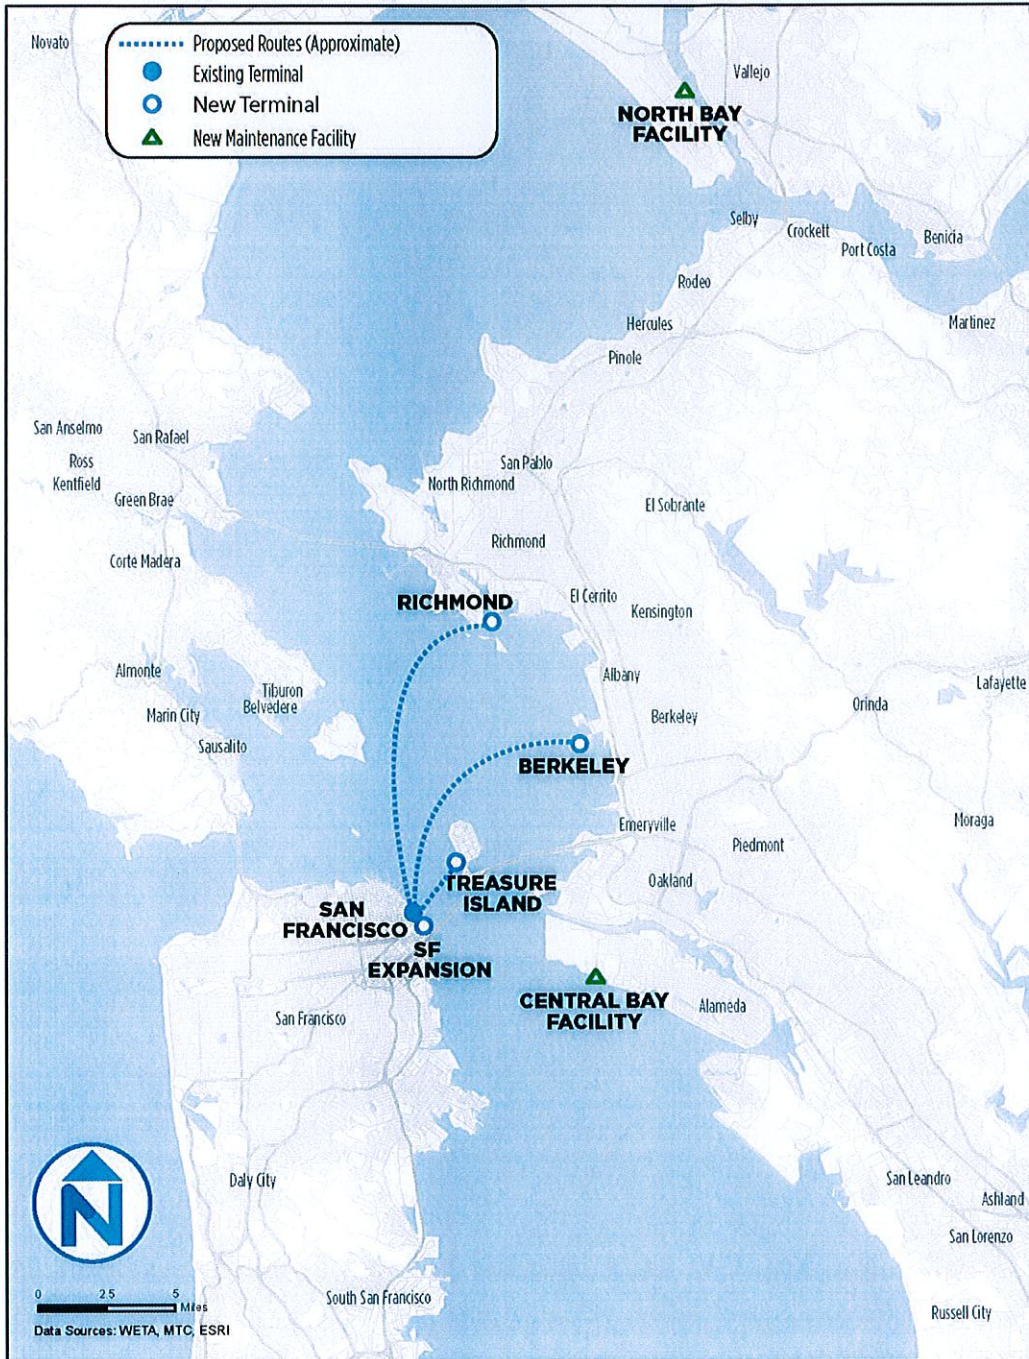 Proposed Routes (Approximate)
Existing Terminal
New Terminal
New Maintenance Facility
Novato
Vallejo
NORTH BAY
FACILITY
Selby
Crockett
Port Costa
Benicia
Rodeo
Hercules
Martinez
Pinole
San Anselmo
San Rafael
Ross
Kentfield
Green Brae
San Pablo
North Richmond
El Sobrante
Richmond
Corte Madera
RICHMOND
El Cerrito
Kensington
Almonte
Tiburon
Belvedere
Marin City
Sausalito
Albany
Berkeley
Orinda
Lafayette
BERKELEY
Emeryville
Piedmont
Moraga
Oakland
TREASURE
ISLAND
SAN
FRANCISCO
SF
EXPANSION
CENTRAL BAY
FACILITY
Alameda
San Francisco
Daly City
San Leandro
Ashland
San Lorenzo
South San Francisco
Russell City
N
0 2.5 5
Miles
Data Sources: WETA, MTC, ESRI